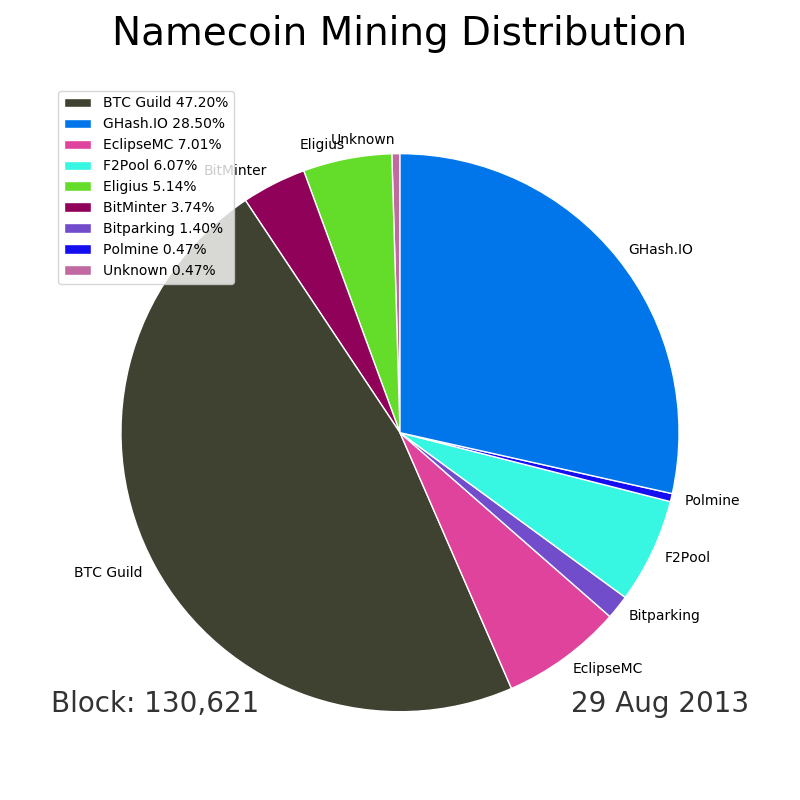 Namecoin Mining Distribution
BTC Guild 47.20%
GHash.IO 28.50%
EclipseMC 7.01%
F2Pool 6.07%
Eligius 5.14%
BitMinter 3.74%
Bitparking 1.40%
Polmine 0.47%
Unknown 0.47%
Unknown
Eligius
BitMinter
GHash.IO
Polmine
F2Pool
BTC Guild
Bitparking
EclipseMC
Block: 130,621
29 Aug 2013